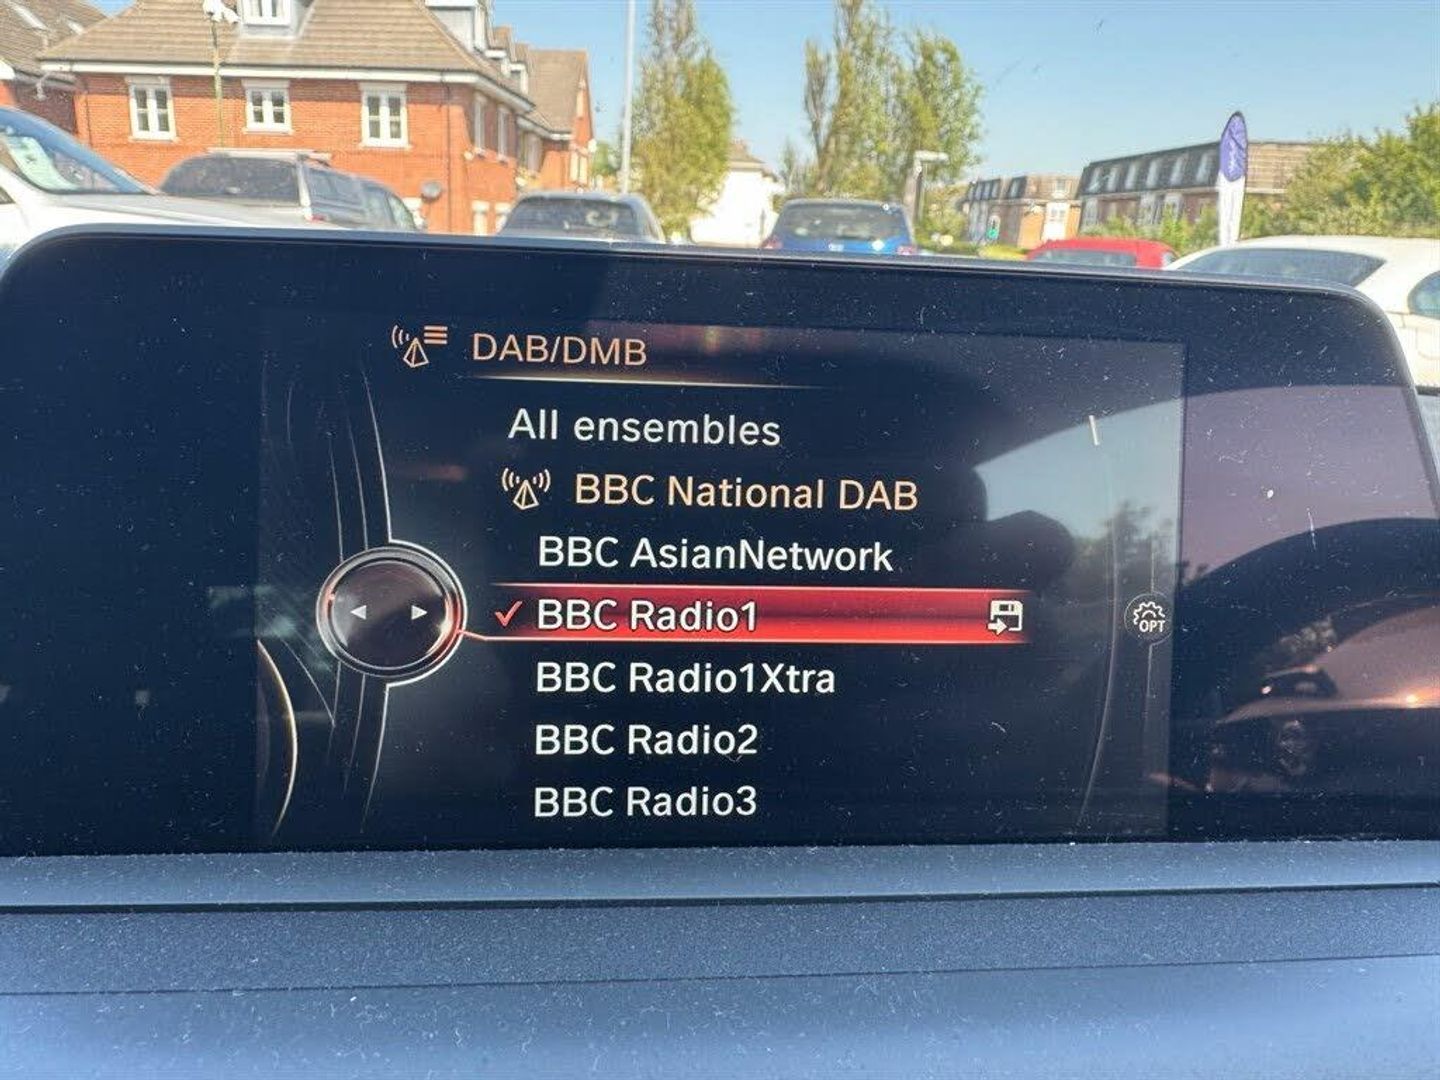 DAB/DMB
All ensembles
BBC National DAB
BBC AsianNetwork
BBC Radio1
BBC Radio1Xtra
BBC Radio2
BBC Radio3
OPT